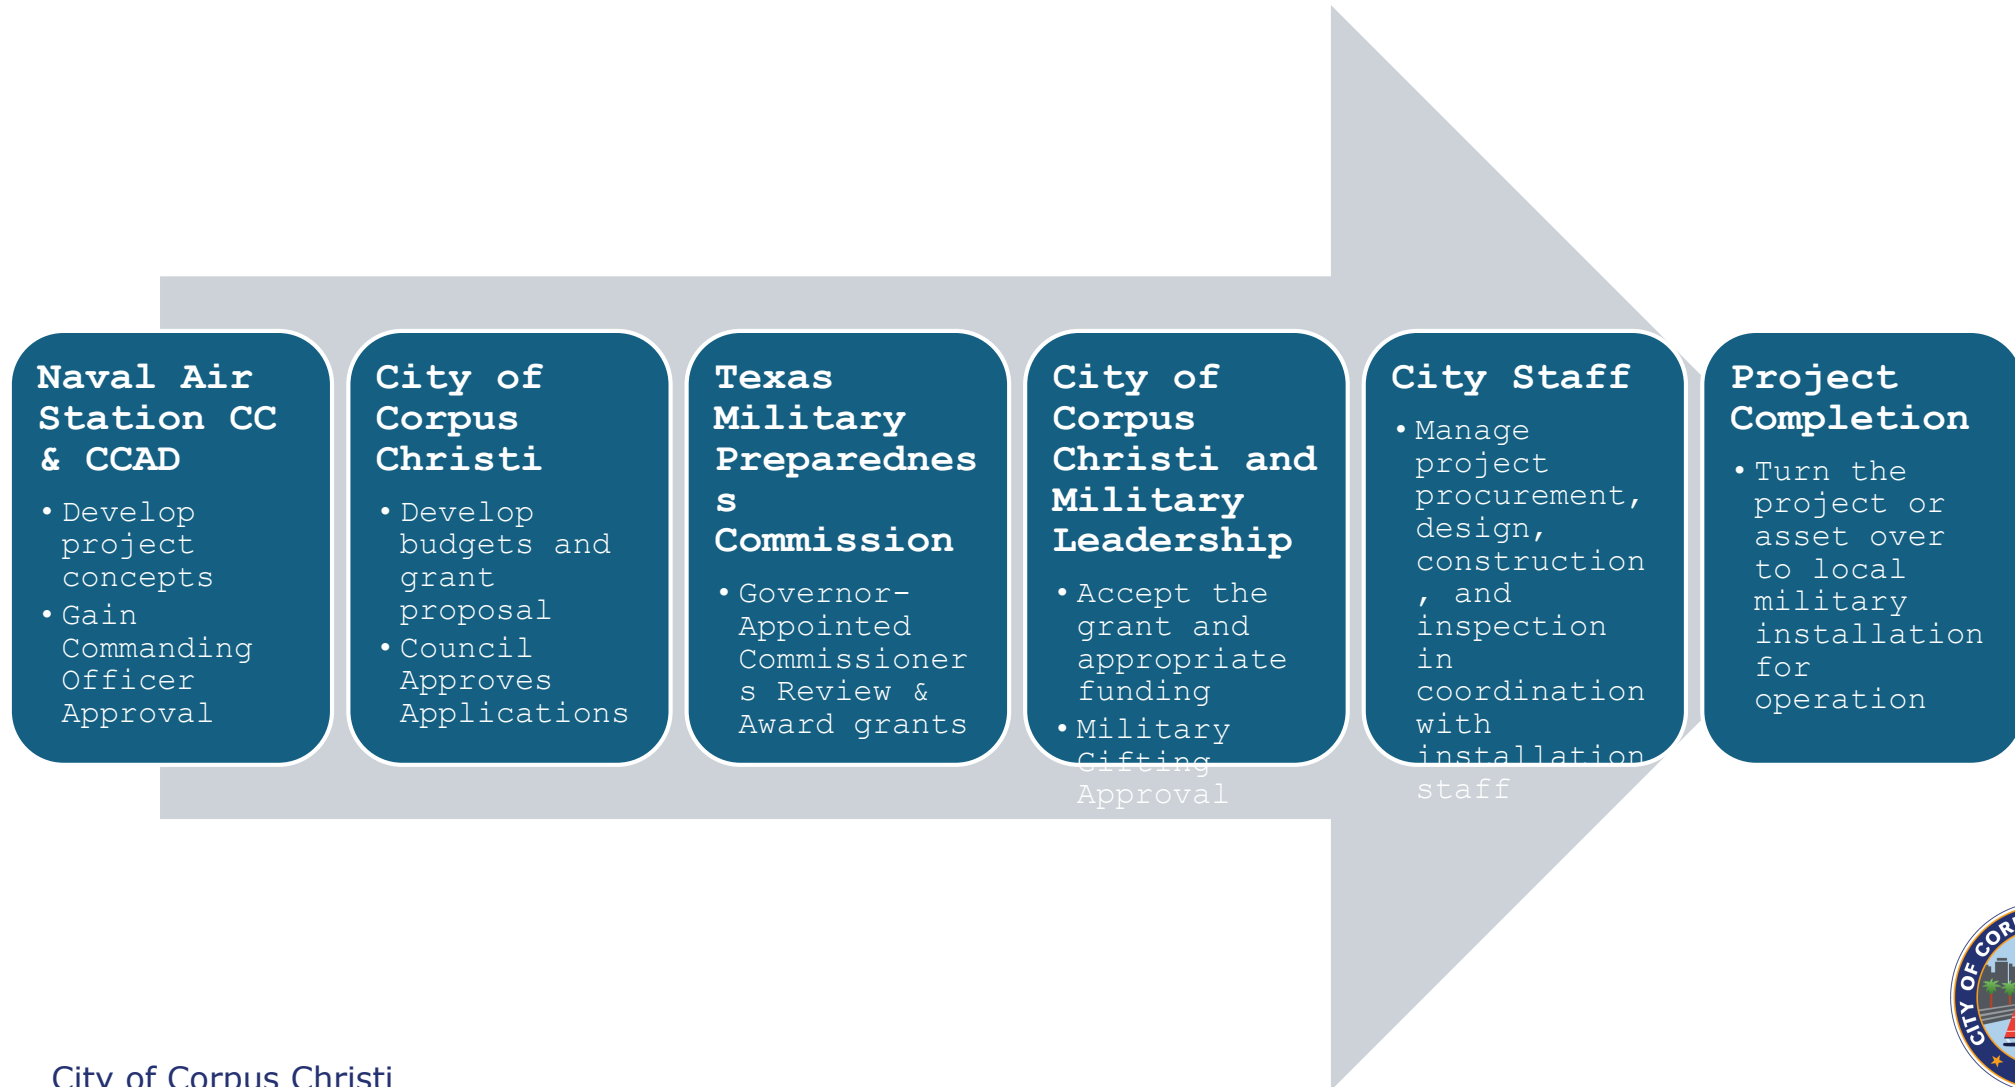 Naval Air
Station CC
& CCAD
• Develop
project
concepts
• Gain
Commanding
Officer
Approval
City of
Corpus
Christi
• Develop
budgets and
grant
proposal
• Council
Approves
Applications
Texas
Military
Preparednes
s
Commission
• Governor-
Appointed
Commissioner
s Review &
Award grants
City of
Corpus
Christi and
Military
Leadership
• Accept the
grant and
appropriate
funding
• Military
Gifting
Approval
City Staff
• Manage
project
procurement,
design,
construction
, and
inspection
in
coordination
with
installation
staff
Project
Completion
• Turn the
project or
asset over
to local
military
installation
for
operation
City of Corpus Christi
CITY OF COR